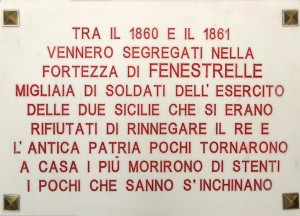 TRA IL 1860 E IL 1861
VENNERO SEGREGATI NELLA
FORTEZZA DI FENESTRELLE
MIGLIAIA DI SOLDATI DELL'ESERCITO
DELLE DUE SICILIE CHE SI ERANO
RIFIUTATI DI RINNEGARE IL RE E
L'ANTICA PATRIA POCHI TORNARONO
A CASA I PIÙ MORIRONO DI STENTI
I POCHI CHE SANNO S'INCHINANO